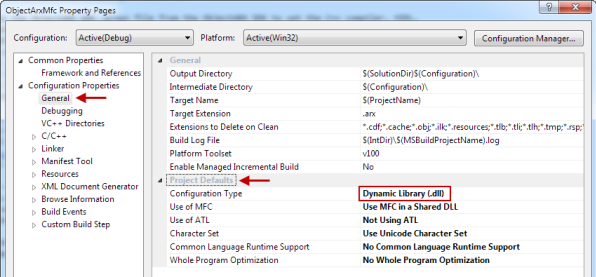 ObjectArxMfc Property Pages
Configuration: Active(Debug) Platform: Active(Win32) Configuration Manager...
Common Properties
Framework and References
Configuration Properties
General
Debugging
VC++ Directories
C/C++
Linker
Manifest Tool
Resources
XML Document Generator
Browse Information
Build Events
Custom Build Step
General
Output Directory $(SolutionDir)$(Configuration)\
Intermediate Directory $(Configuration)\
Target Name $(ProjectName)
Target Extension .arx
Extensions to Delete on Clean *.cdf;*.cache;*.obj;*.ilk;*.resources;*.tlb;*.tli;*.tlh;*.tmp;*.rsp;
Build Log File $(IntDir)\$(MSBuildProjectName).log
Platform Toolset v100
Enable Managed Incremental Build No
Project Defaults
Configuration Type Dynamic Library (.dll)
Use of MFC Use MFC in a Shared DLL
Use of ATL Not Using ATL
Character Set Use Unicode Character Set
Common Language Runtime Support No Common Language Runtime Support
Whole Program Optimization No Whole Program Optimization